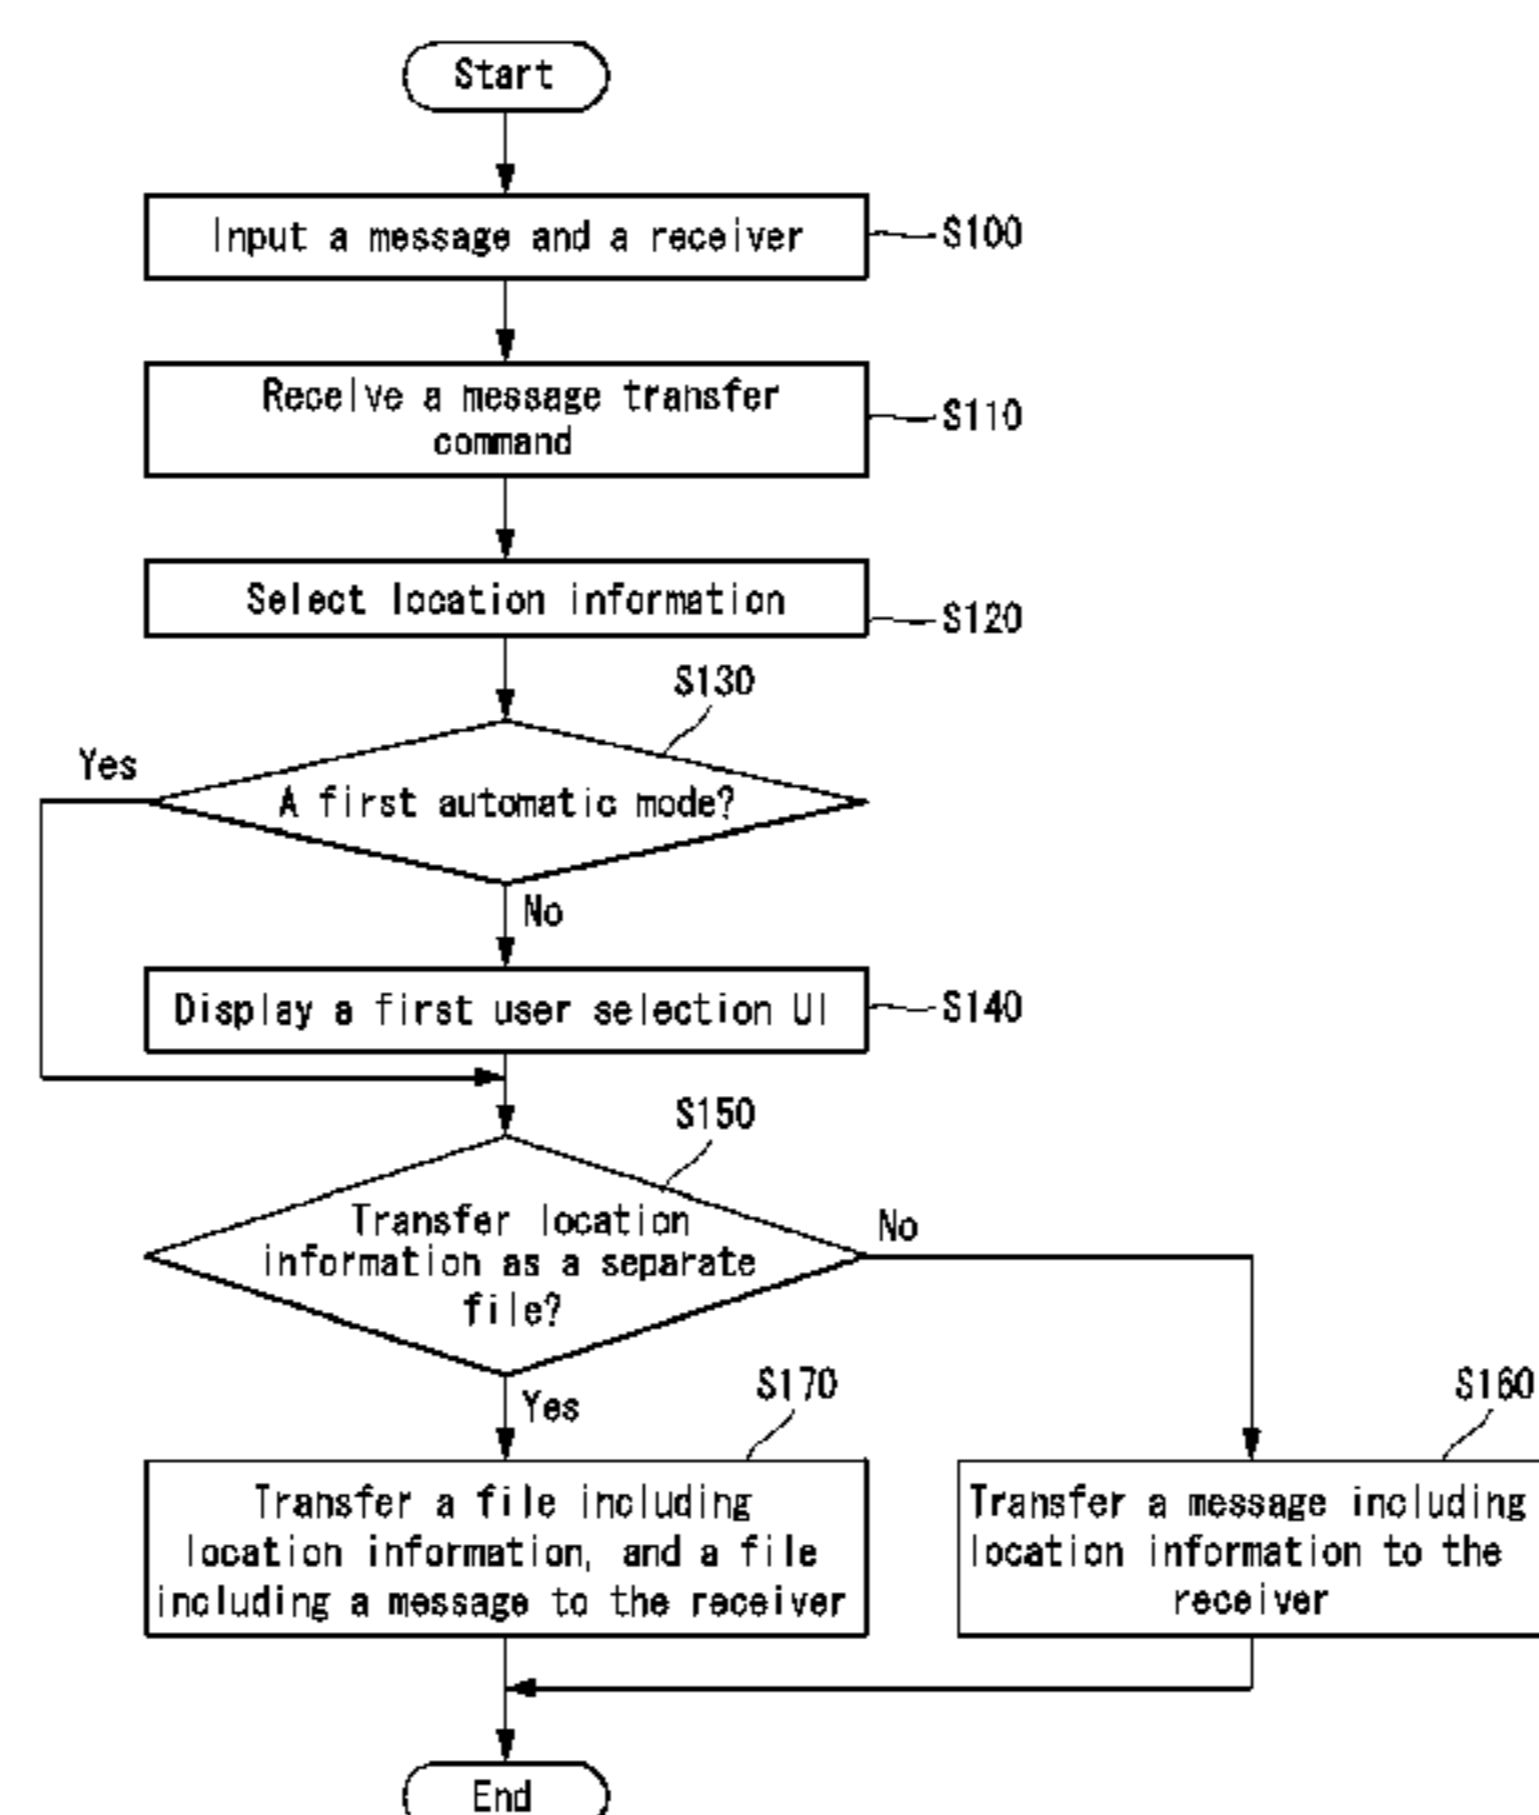 Start
Input a message and a receiver
S100
Receive a message transfer
command
S110
Select location information
S120
S130
Yes
A first automatic mode?
No
Display a first user selection UI
S140
S150
Transfer location
information as a separate
file?
No
Yes
S170
S160
Transfer a file including
location information, and a file
including a message to the receiver
Transfer a message including
location information to the
receiver
End